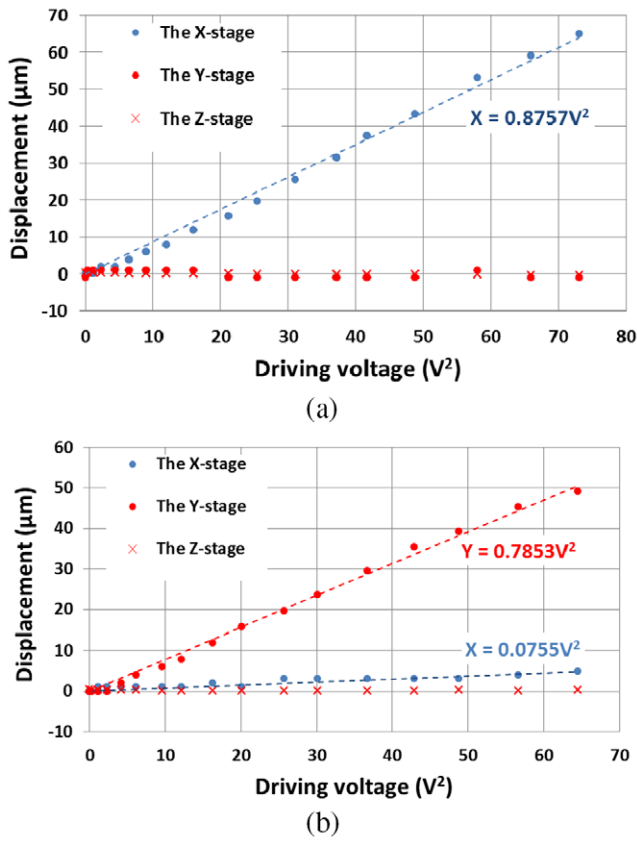 70
60
50
40
30
20
10
0
-10
Displacement (μm)
The X-stage
The Y-stage
The Z-stage
X = 0.8757V²
0 10 20 30 40 50 60 70 80
Driving voltage (V²)
(a)
60
50
40
30
20
10
0
-10
Displacement (μm)
The X-stage
The Y-stage
The Z-stage
Y = 0.7853V²
X = 0.0755V²
0 10 20 30 40 50 60 70
Driving voltage (V²)
(b)